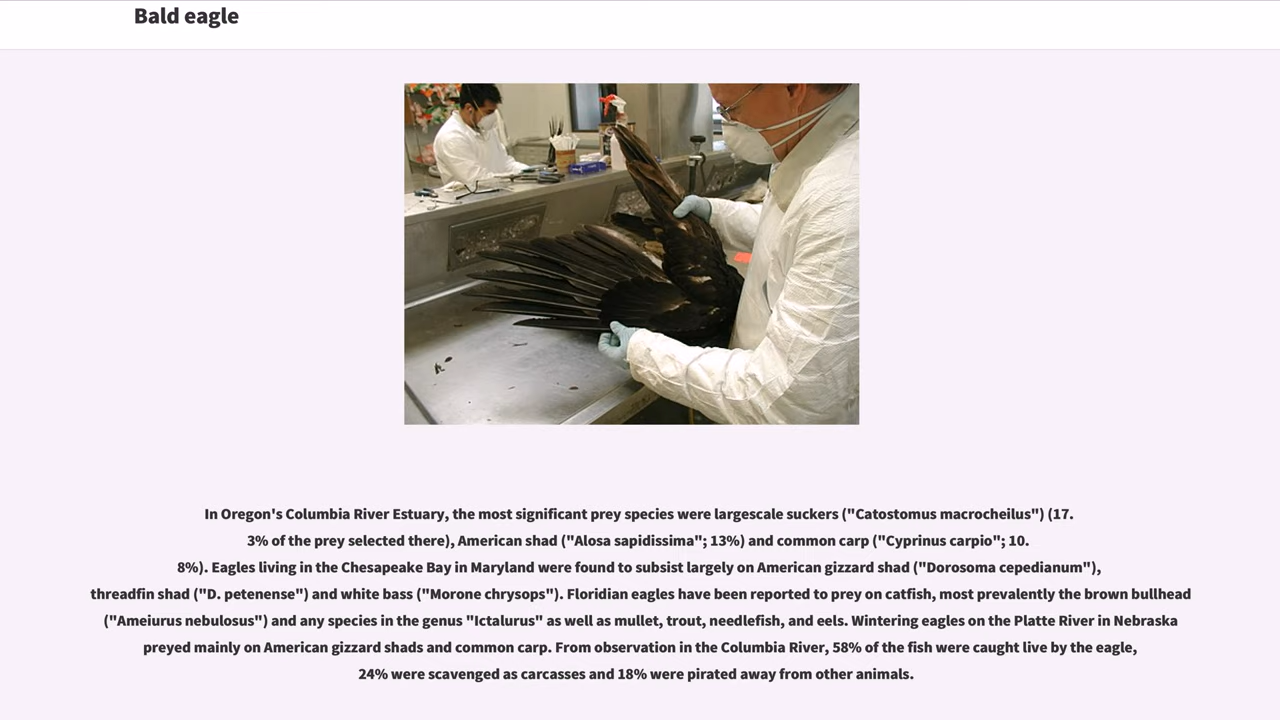 Bald eagle
In Oregon's Columbia River Estuary, the most significant prey species were largescale suckers ("Catostomus macrocheilus") (17.
3% of the prey selected there), American shad ("Alosa sapidissima"; 13%) and common carp ("Cyprinus carpio"; 10.
8%). Eagles living in the Chesapeake Bay in Maryland were found to subsist largely on American gizzard shad ("Dorosoma cepedianum"),
threadfin shad ("D. petenense") and white bass ("Morone chrysops"). Floridian eagles have been reported to prey on catfish, most prevalently the brown bullhead
("Ameiurus nebulosus") and any species in the genus "Ictalurus" as well as mullet, trout, needlefish, and eels. Wintering eagles on the Platte River in Nebraska
preyed mainly on American gizzard shads and common carp. From observation in the Columbia River, 58% of the fish were caught live by the eagle,
24% were scavenged as carcasses and 18% were pirated away from other animals.